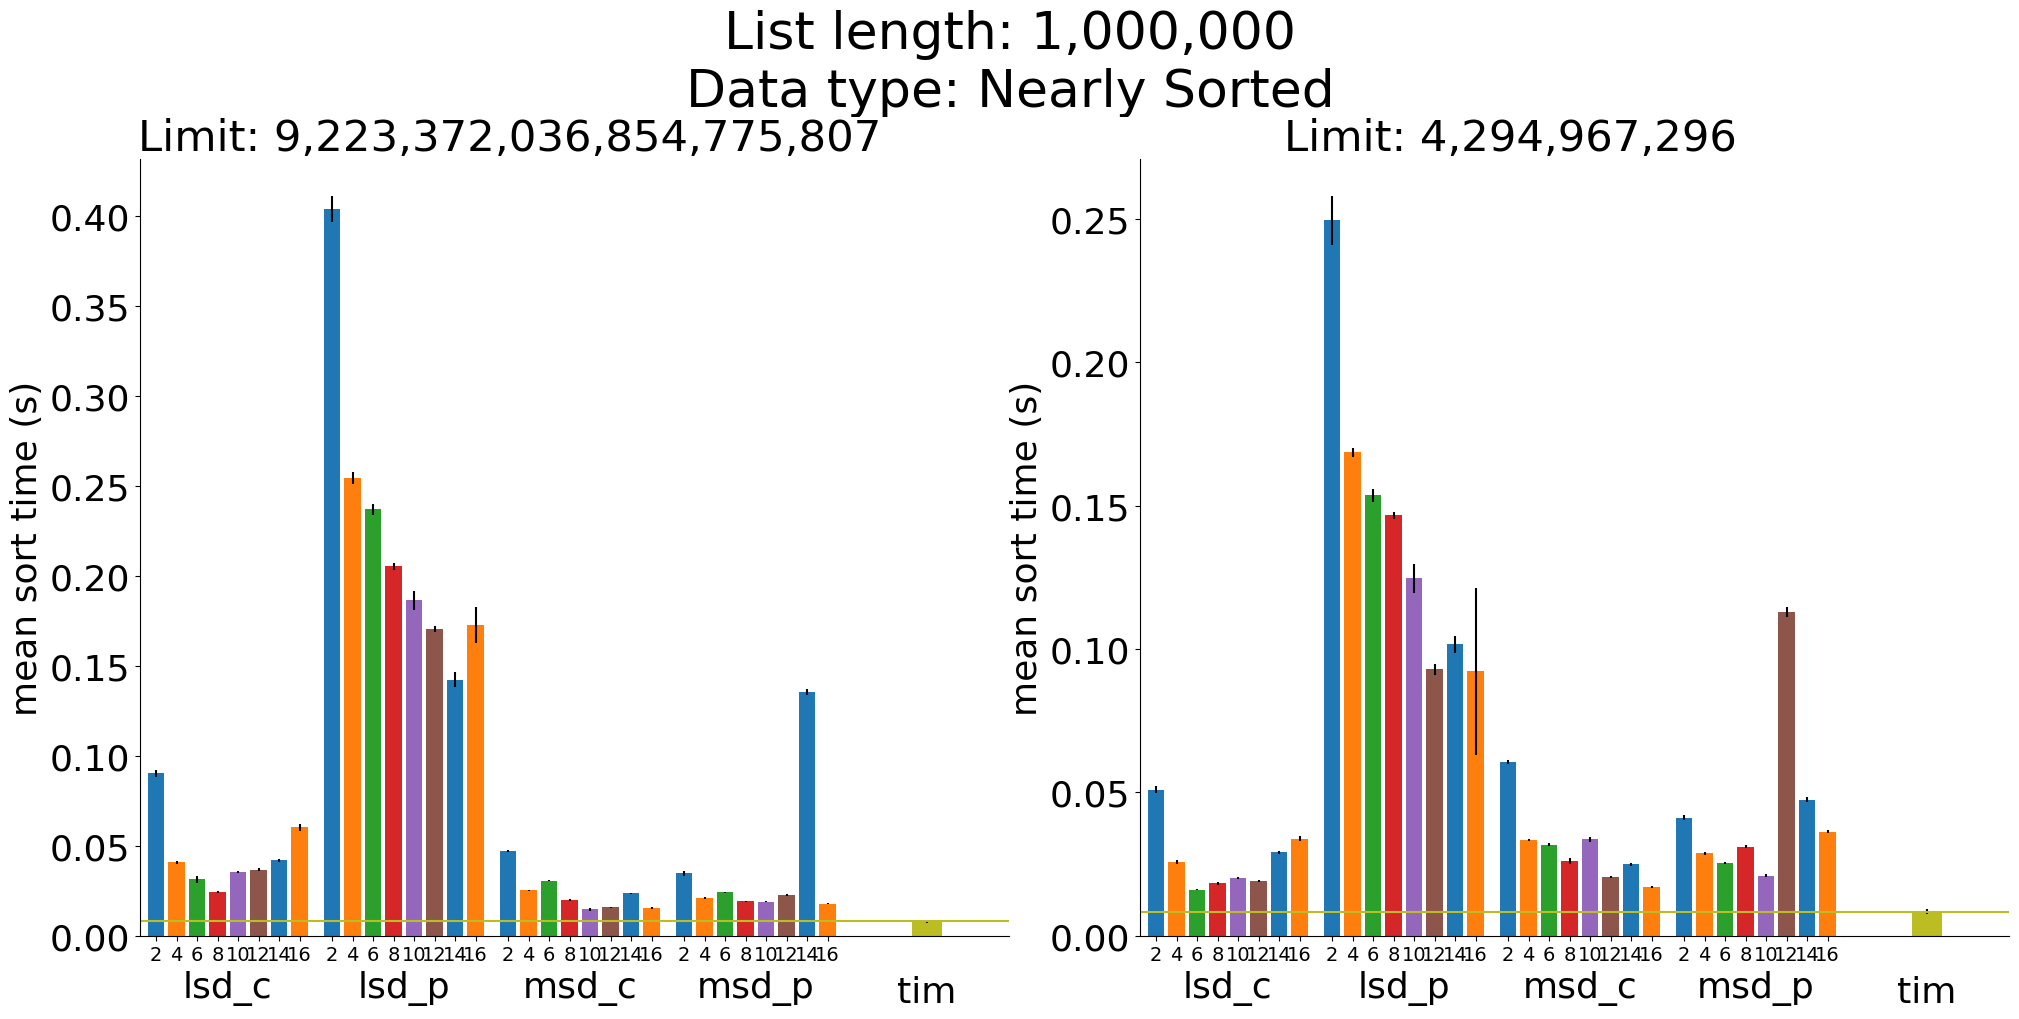 List length: 1,000,000
Data type: Nearly Sorted
Limit: 9,223,372,036,854,775,807
mean sort time (s)
0.40
0.35
0.30
0.25
0.20
0.15
0.10
0.05
0.00
2 4 6 8 10 12 14 16 2 4 6 8 10 12 14 16 2 4 6 8 10 12 14 16 2 4 6 8 10 12 14 16
lsd_c lsd_p msd_c msd_p tim
Limit: 4,294,967,296
mean sort time (s)
0.25
0.20
0.15
0.10
0.05
0.00
2 4 6 8 10 12 14 16 2 4 6 8 10 12 14 16 2 4 6 8 10 12 14 16 2 4 6 8 10 12 14 16
lsd_c lsd_p msd_c msd_p tim